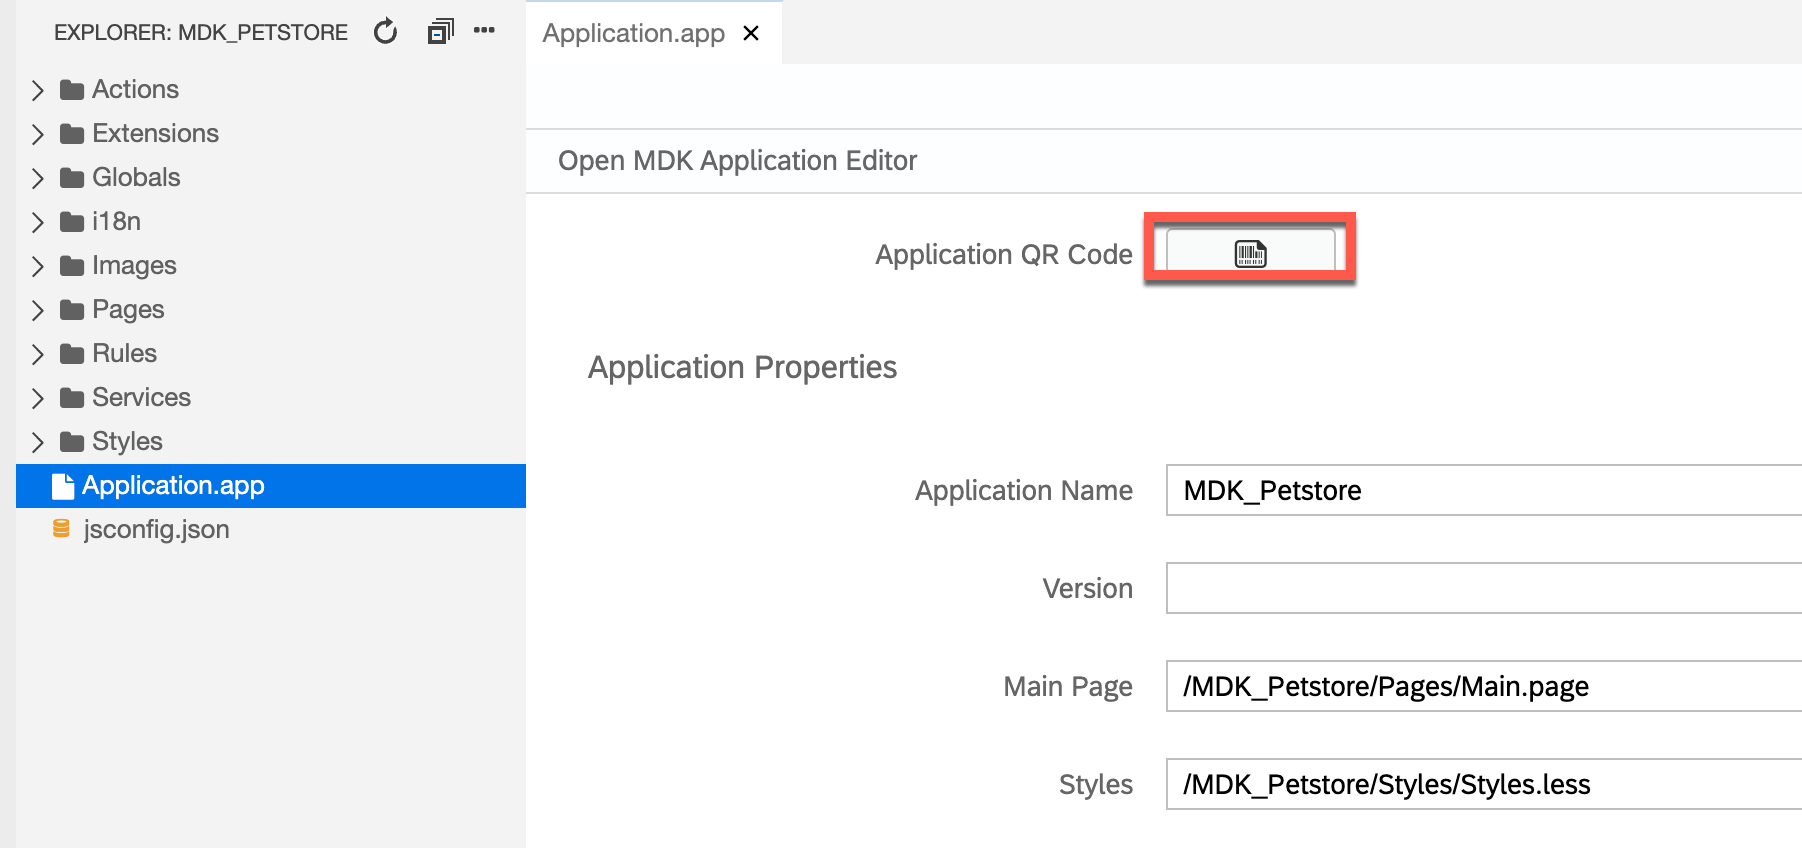 EXPLORER: MDK_PETSTORE
Actions
Extensions
Globals
i18n
Images
Pages
Rules
Services
Styles
Application.app
jsconfig.json
Application.app
Open MDK Application Editor
Application QR Code
Application Properties
Application Name MDK_Petstore
Version
Main Page /MDK_Petstore/Pages/Main.page
Styles /MDK_Petstore/Styles/Styles.less